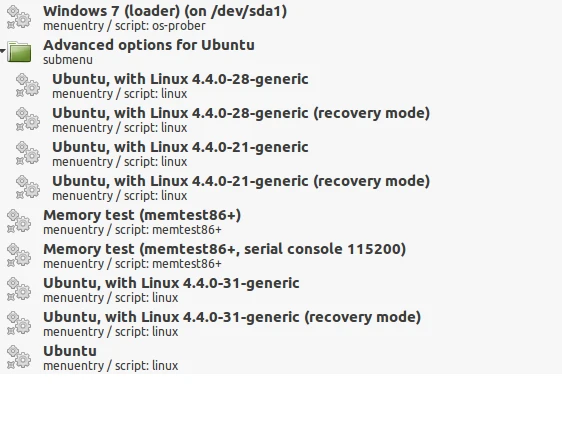 Windows 7 (loader) (on /dev/sda1)
menuentry / script: os-prober
Advanced options for Ubuntu
submenu
Ubuntu, with Linux 4.4.0-28-generic
menuentry / script: linux
Ubuntu, with Linux 4.4.0-28-generic (recovery mode)
menuentry / script: linux
Ubuntu, with Linux 4.4.0-21-generic
menuentry / script: linux
Ubuntu, with Linux 4.4.0-21-generic (recovery mode)
menuentry / script: linux
Memory test (memtest86+)
menuentry / script: memtest86+
Memory test (memtest86+, serial console 115200)
menuentry / script: memtest86+
Ubuntu, with Linux 4.4.0-31-generic
menuentry / script: linux
Ubuntu, with Linux 4.4.0-31-generic (recovery mode)
menuentry / script: linux
Ubuntu
menuentry / script: linux